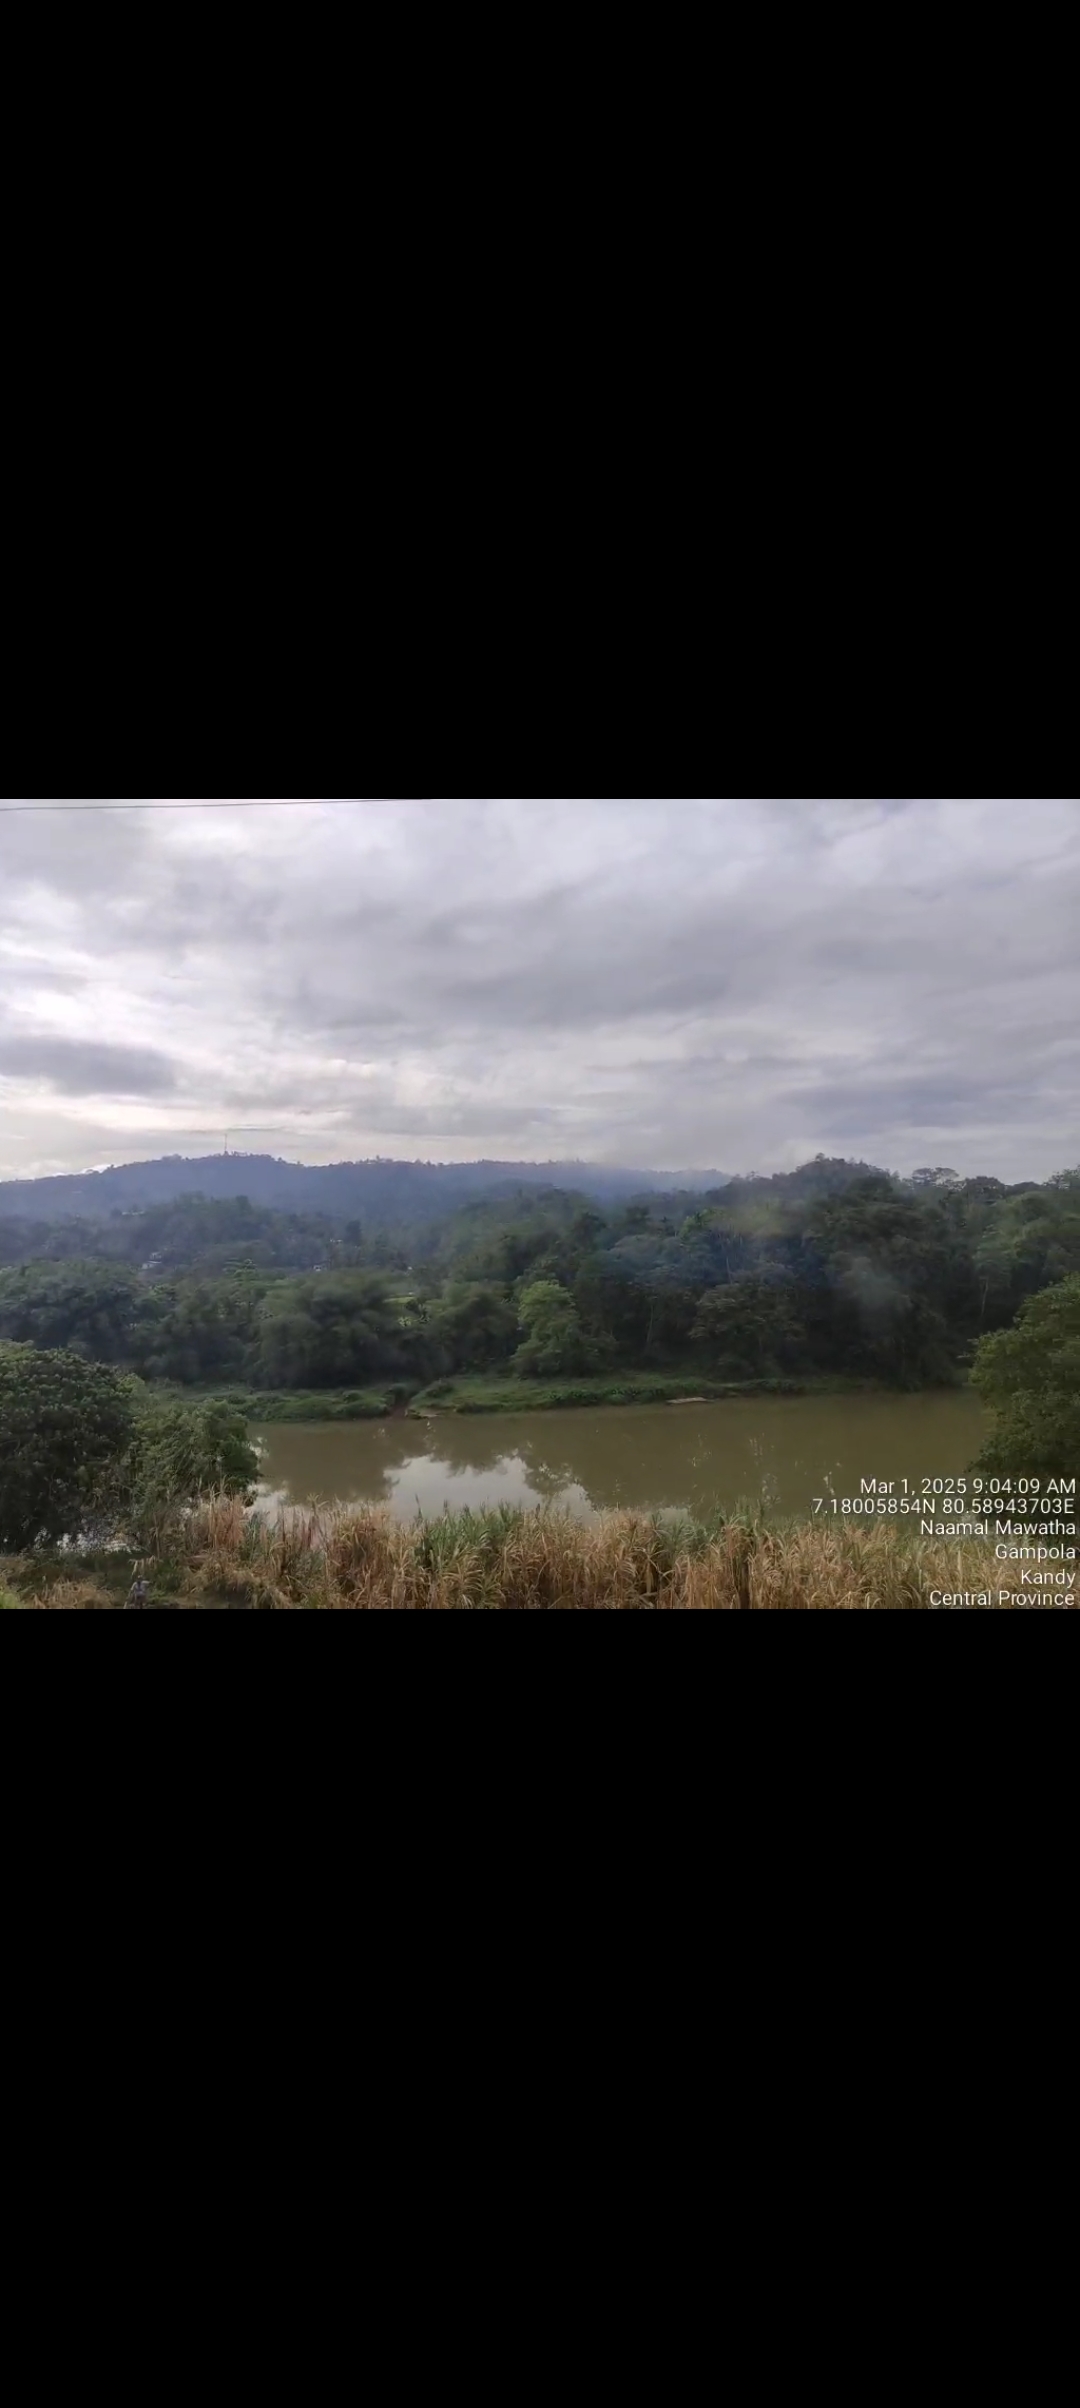 Mar 1, 2025 9:04:09 AM
7.18005854N 80.58943703E
Naamal Mawatha
Gampola
Kandy
Central Province